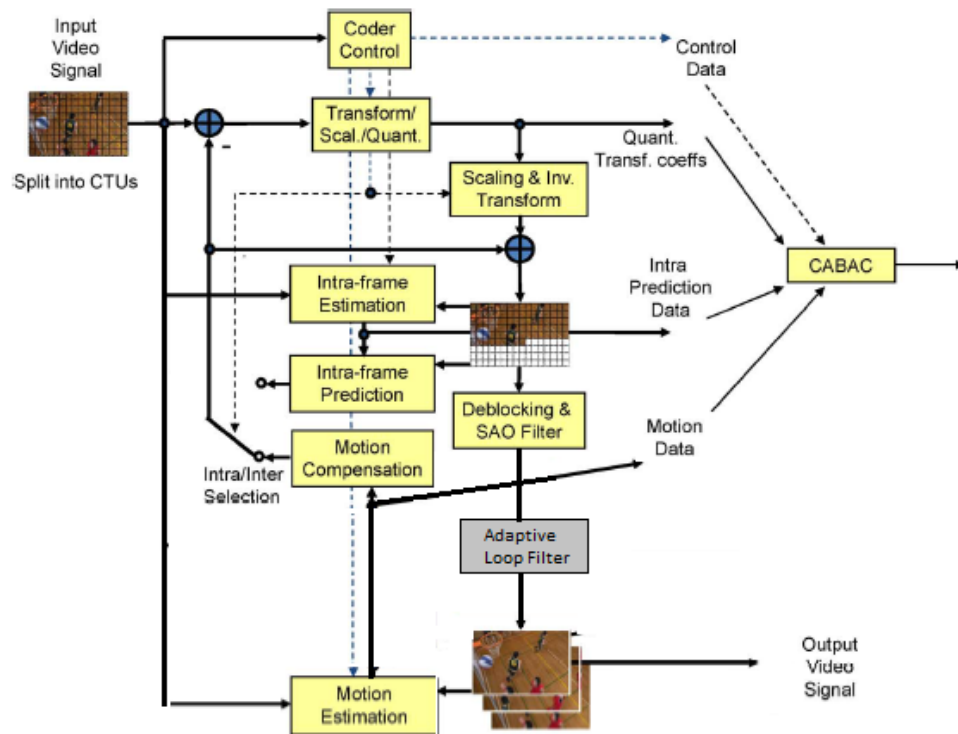 Input
Video
Signal
Split into CTUs
Coder
Control
Control
Data
Transform/
Scal./Quant.
Quant.
Transf. coeffs
Scaling & Inv.
Transform
-
CABAC
Intra-frame
Estimation
Intra
Prediction
Data
Intra-frame
Prediction
Deblocking &
SAO Filter
Motion
Data
Motion
Compensation
Intra/Inter
Selection
Adaptive
Loop Filter
Motion
Estimation
Output
Video
Signal